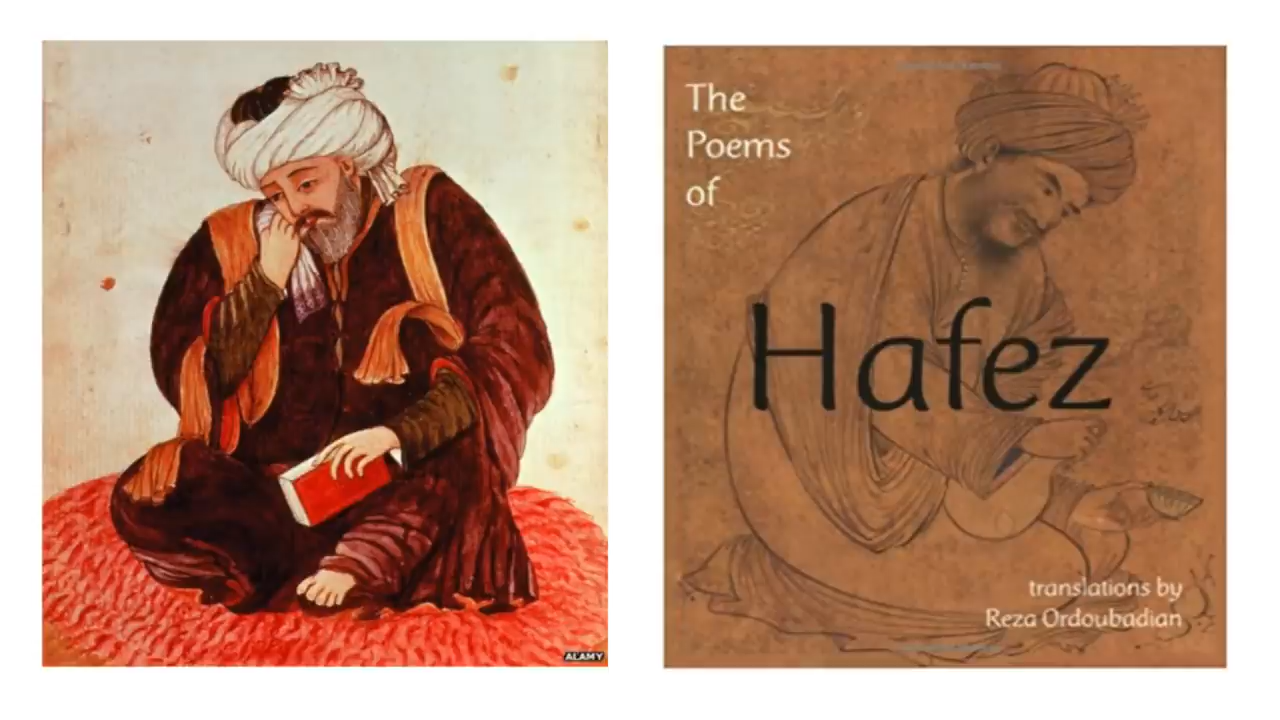 ALAMY
The
Poems
of
Hafez
translations by
Reza Ordoubadian